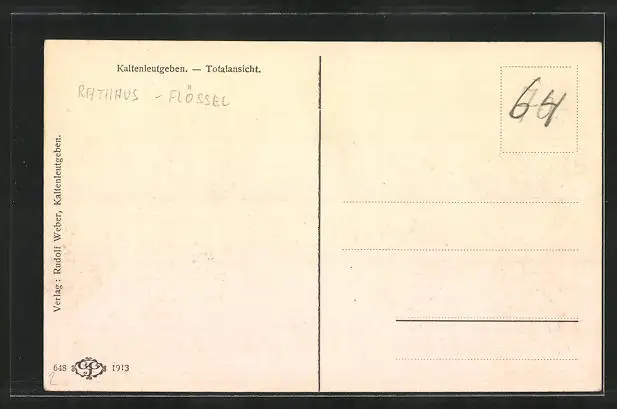 Kaltenleutgeben. — Totalansicht.
RATHAUS - FLÖSSEL
64
Verlag: Rudolf Weber, Kaltenleutgeben.
648 1913